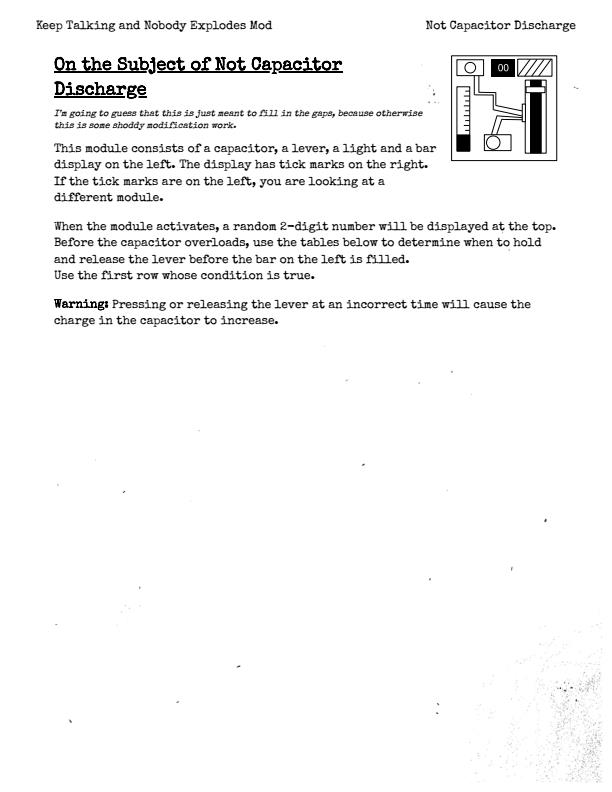 Keep Talking and Nobody Explodes Mod
Not Capacitor Discharge
On the Subject of Not Capacitor
Discharge
00
I'm going to guess that this is just meant to fill in the gaps, because otherwise
this is some shoddy modification work.
This module consists of a capacitor, a lever, a light and a bar
display on the left. The display has tick marks on the right.
If the tick marks are on the left, you are looking at a
different module.
When the module activates, a random 2-digit number will be displayed at the top.
Before the capacitor overloads, use the tables below to determine when to hold
and release the lever before the bar on the left is filled.
Use the first row whose condition is true.
Warning: Pressing or releasing the lever at an incorrect time will cause the
charge in the capacitor to increase.